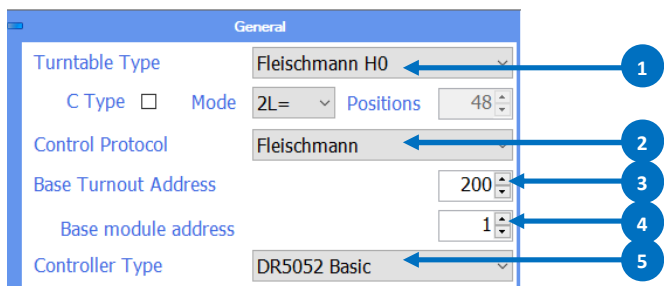 General
Turntable Type Fleischmann H0 1
C Type Mode 2L= Positions 48
Control Protocol Fleischmann 2
Base Turnout Address 200 3
Base module address 1 4
Controller Type DR5052 Basic 5